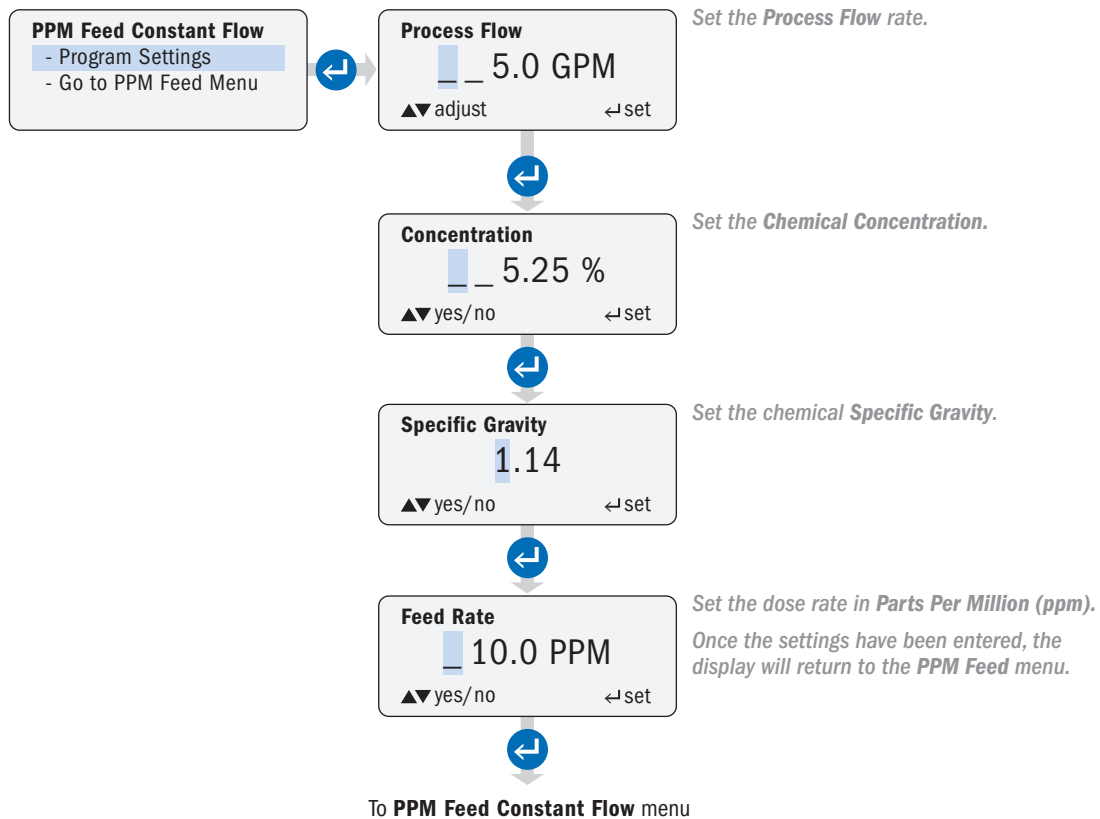 PPM Feed Constant Flow
- Program Settings
- Go to PPM Feed Menu
Process Flow
_ _ 5.0 GPM
▲▼ adjust ↵ set
Set the Process Flow rate.
Concentration
_ _ 5.25 %
▲▼ yes/no ↵ set
Set the Chemical Concentration.
Specific Gravity
1.14
▲▼ yes/no ↵ set
Set the chemical Specific Gravity.
Feed Rate
_ 10.0 PPM
▲▼ yes/no ↵ set
Set the dose rate in Parts Per Million (ppm).
Once the settings have been entered, the
display will return to the PPM Feed menu.
To PPM Feed Constant Flow menu